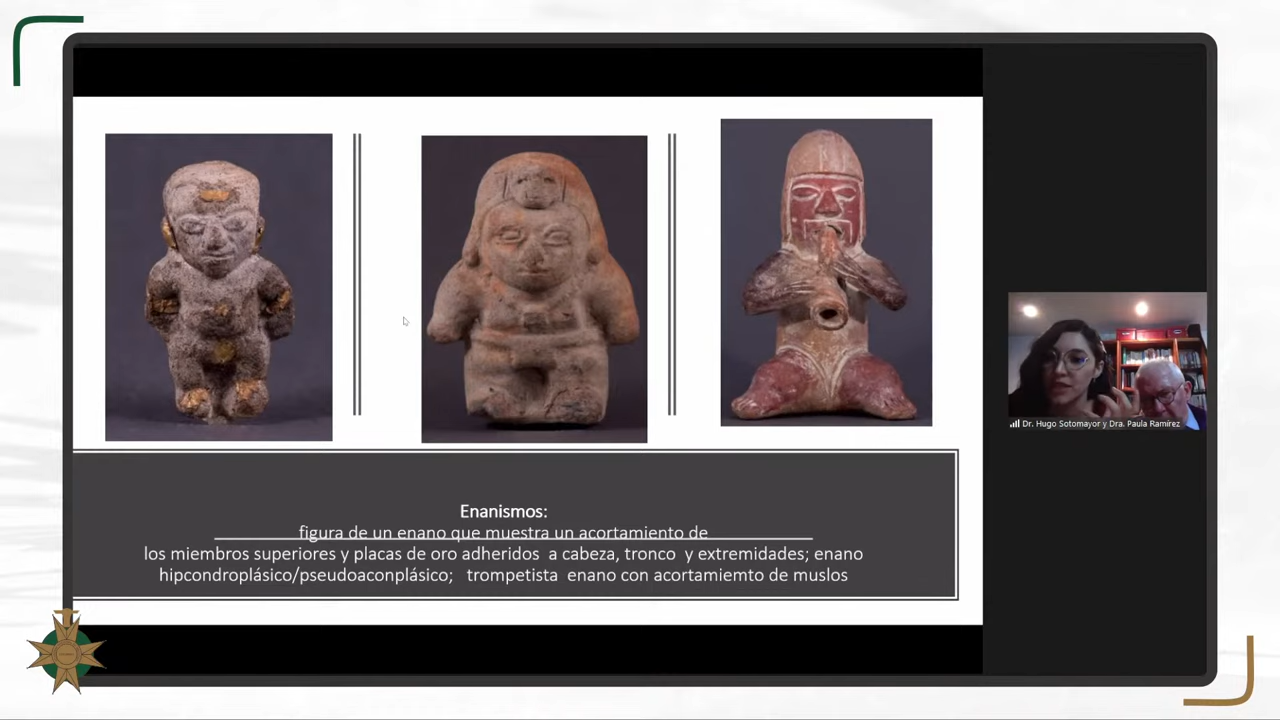 Dr. Hugo Sotomayor y Dra. Paula Ramírez
Enanismos:
figura de un enano que muestra un acortamiento de
los miembros superiores y placas de oro adheridos a cabeza, tronco y extremidades; enano
hipcondroplásico/pseudoaconplásico; trompetista enano con acortamiemto de muslos